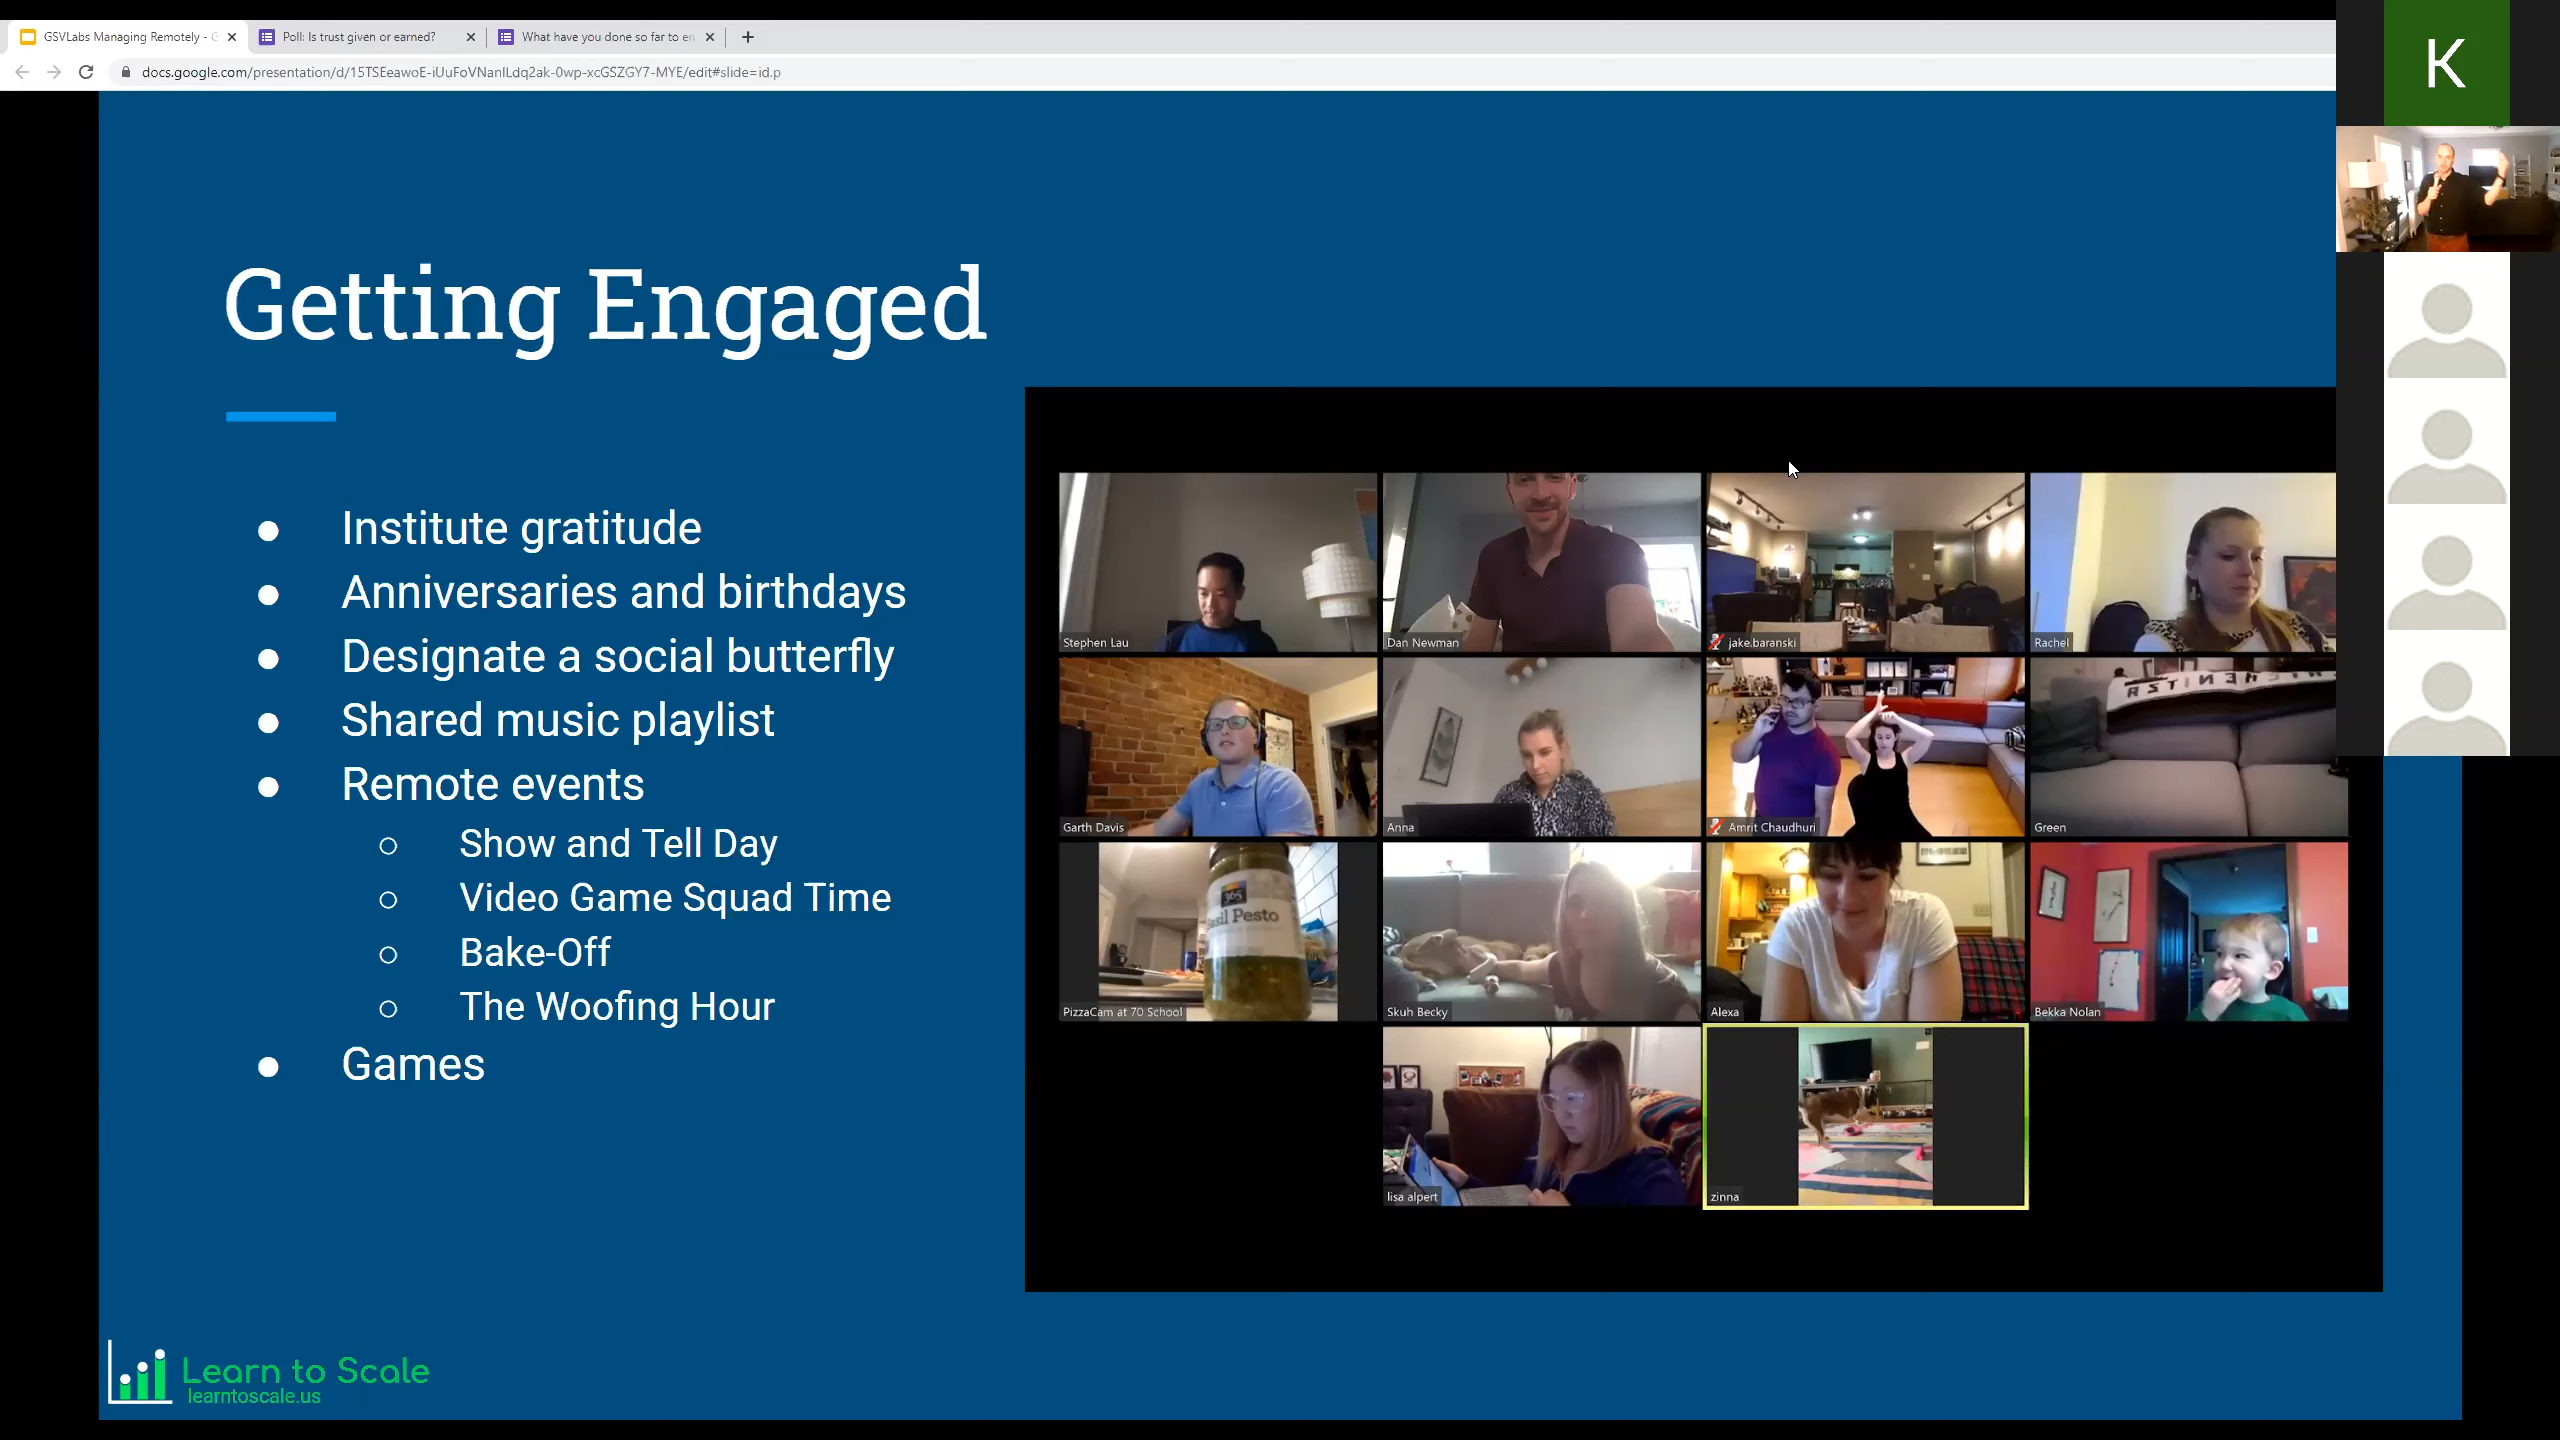 GSVLabs Managing Remotely - G
Poll: Is trust given or earned?
What have you done so far to en
docs.google.com/presentation/d/15TSEeawoE-iUuFoVNanILdq2ak-0wp-xcGSZGY7-MYE/edit#slide=id.p
K
Getting Engaged
Institute gratitude
Anniversaries and birthdays
Designate a social butterfly
Shared music playlist
Remote events
Show and Tell Day
Video Game Squad Time
Bake-Off
The Woofing Hour
Games
Stephen Lau
Dan Newman
jake.baranski
Rachel
Garth Davis
Anna
Amrit Chaudhuri
Green
365
Pesto
PizzaCam at 70 School
Skuh Becky
Alexa
Bekka Nolan
lisa alpert
zinna
Learn to Scale
learntoscale.us